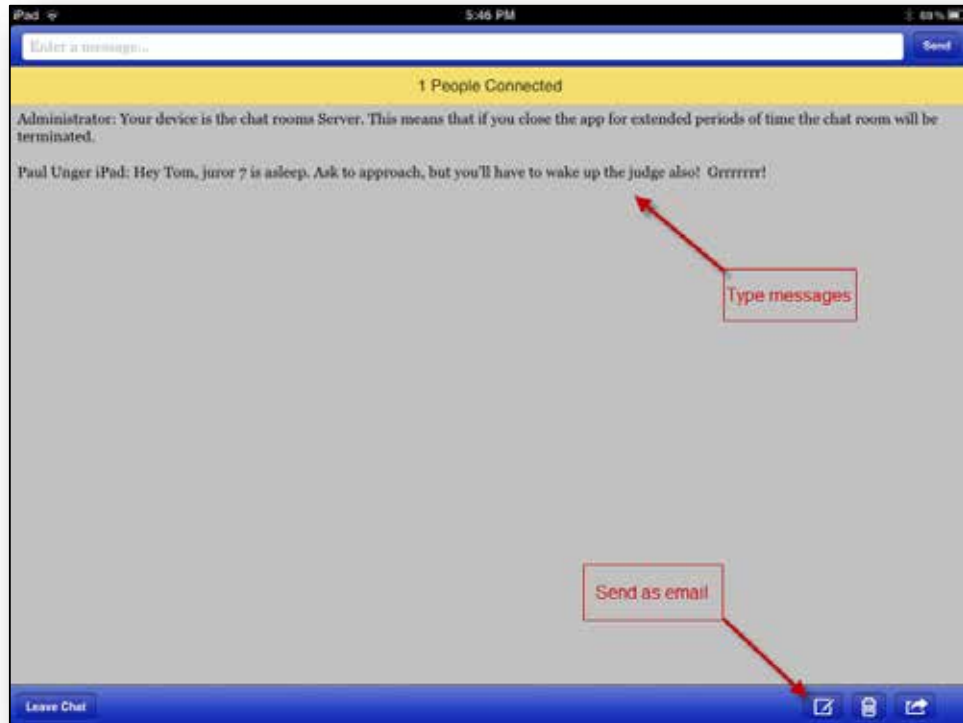 iPad 5:46 PM 69%
Enter a message... Send
1 People Connected
Administrator: Your device is the chat rooms Server. This means that if you close the app for extended periods of time the chat room will be
terminated.
Paul Unger iPad: Hey Tom, juror 7 is asleep. Ask to approach, but you'll have to wake up the judge also! Grrrrrrr!
Type messages
Send as email
Leave Chat